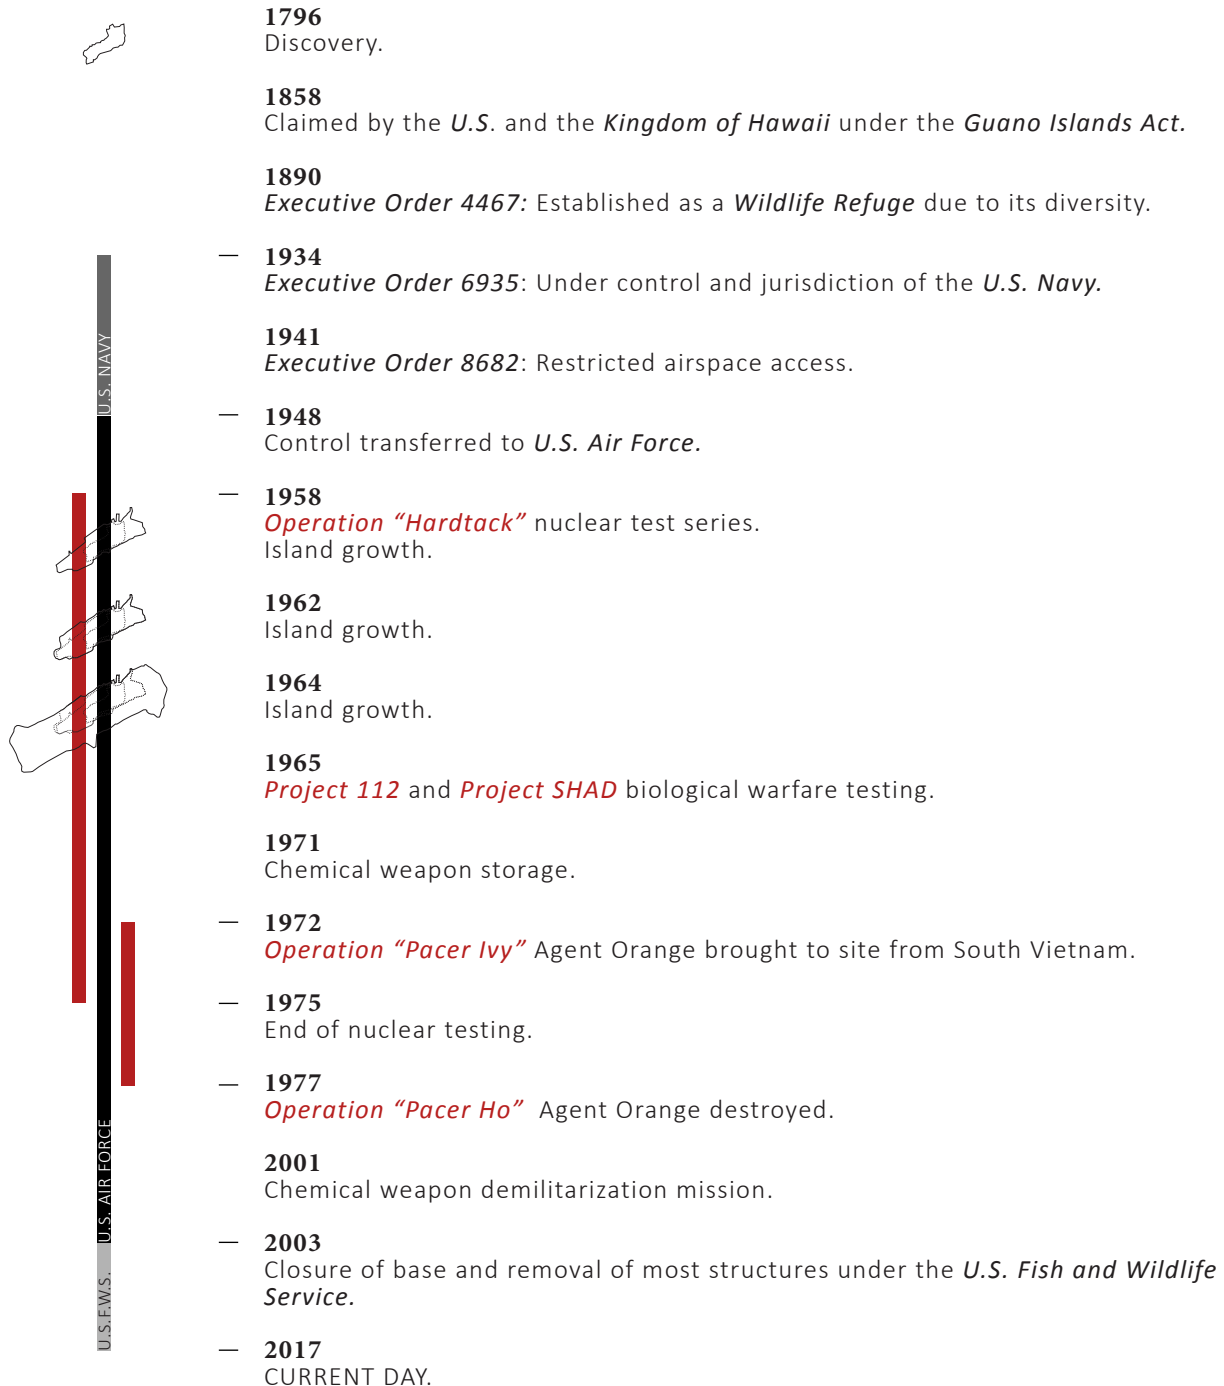 1796
Discovery.
1858
Claimed by the U.S. and the Kingdom of Hawaii under the Guano Islands Act.
1890
Executive Order 4467: Established as a Wildlife Refuge due to its diversity.
1934
Executive Order 6935: Under control and jurisdiction of the U.S. Navy.
1941
Executive Order 8682: Restricted airspace access.
1948
Control transferred to U.S. Air Force.
1958
Operation “Hardtack” nuclear test series.
Island growth.
1962
Island growth.
1964
Island growth.
1965
Project 112 and Project SHAD biological warfare testing.
1971
Chemical weapon storage.
1972
Operation “Pacer Ivy” Agent Orange brought to site from South Vietnam.
1975
End of nuclear testing.
1977
Operation “Pacer Ho” Agent Orange destroyed.
2001
Chemical weapon demilitarization mission.
2003
Closure of base and removal of most structures under the U.S. Fish and Wildlife
Service.
2017
CURRENT DAY.
U.S. NAVY
U.S. AIR FORCE
U.S.F.W.S.